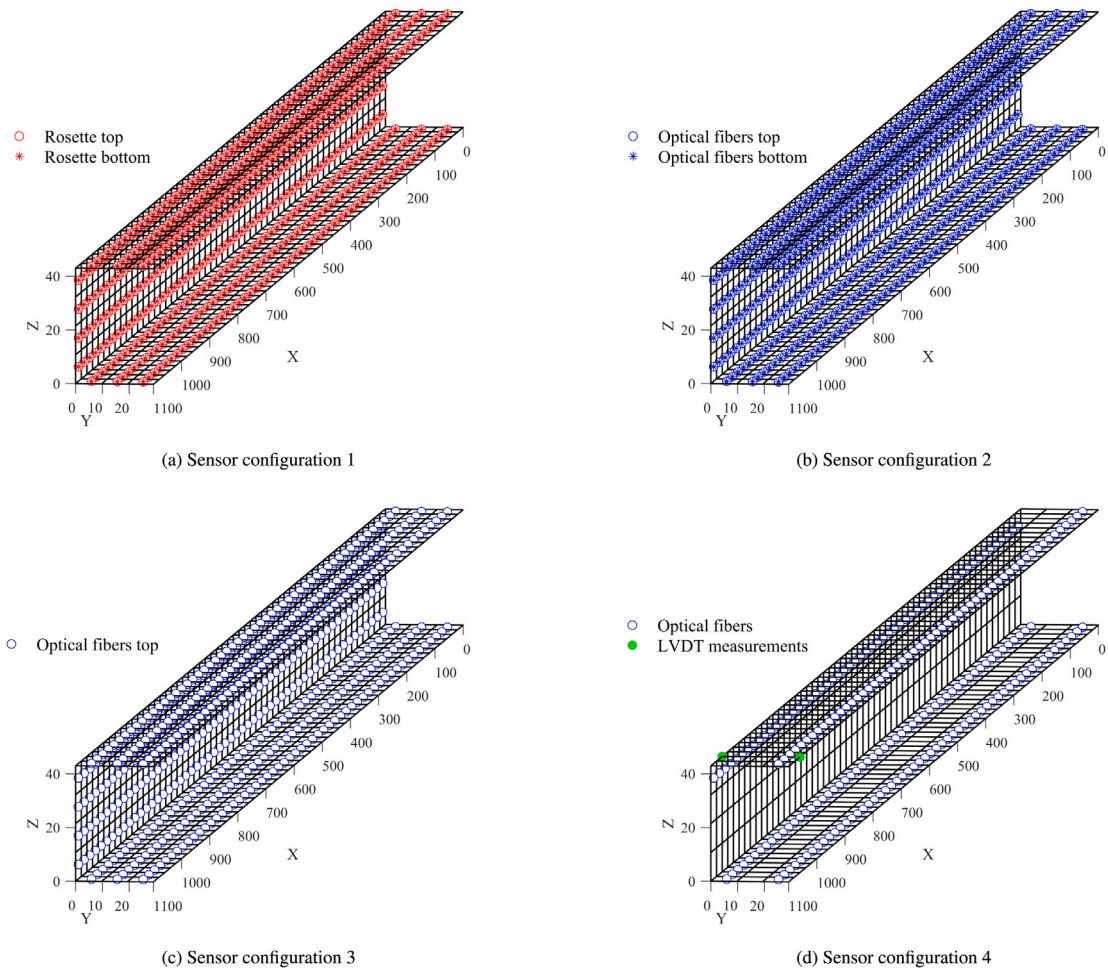 Rosette top
Rosette bottom
0
100
200
300
400
500
600
700
800
900
1000
1100
X
40
20
0
Z
0 10 20
Y
(a) Sensor configuration 1
Optical fibers top
Optical fibers bottom
0
100
200
300
400
500
600
700
800
900
1000
1100
X
40
20
0
Z
0 10 20
Y
(b) Sensor configuration 2
Optical fibers top
0
100
200
300
400
500
600
700
800
900
1000
1100
X
40
20
0
Z
0 10 20
Y
(c) Sensor configuration 3
Optical fibers
LVDT measurements
0
100
200
300
400
500
600
700
800
900
1000
1100
X
40
20
0
Z
0 10 20
Y
(d) Sensor configuration 4